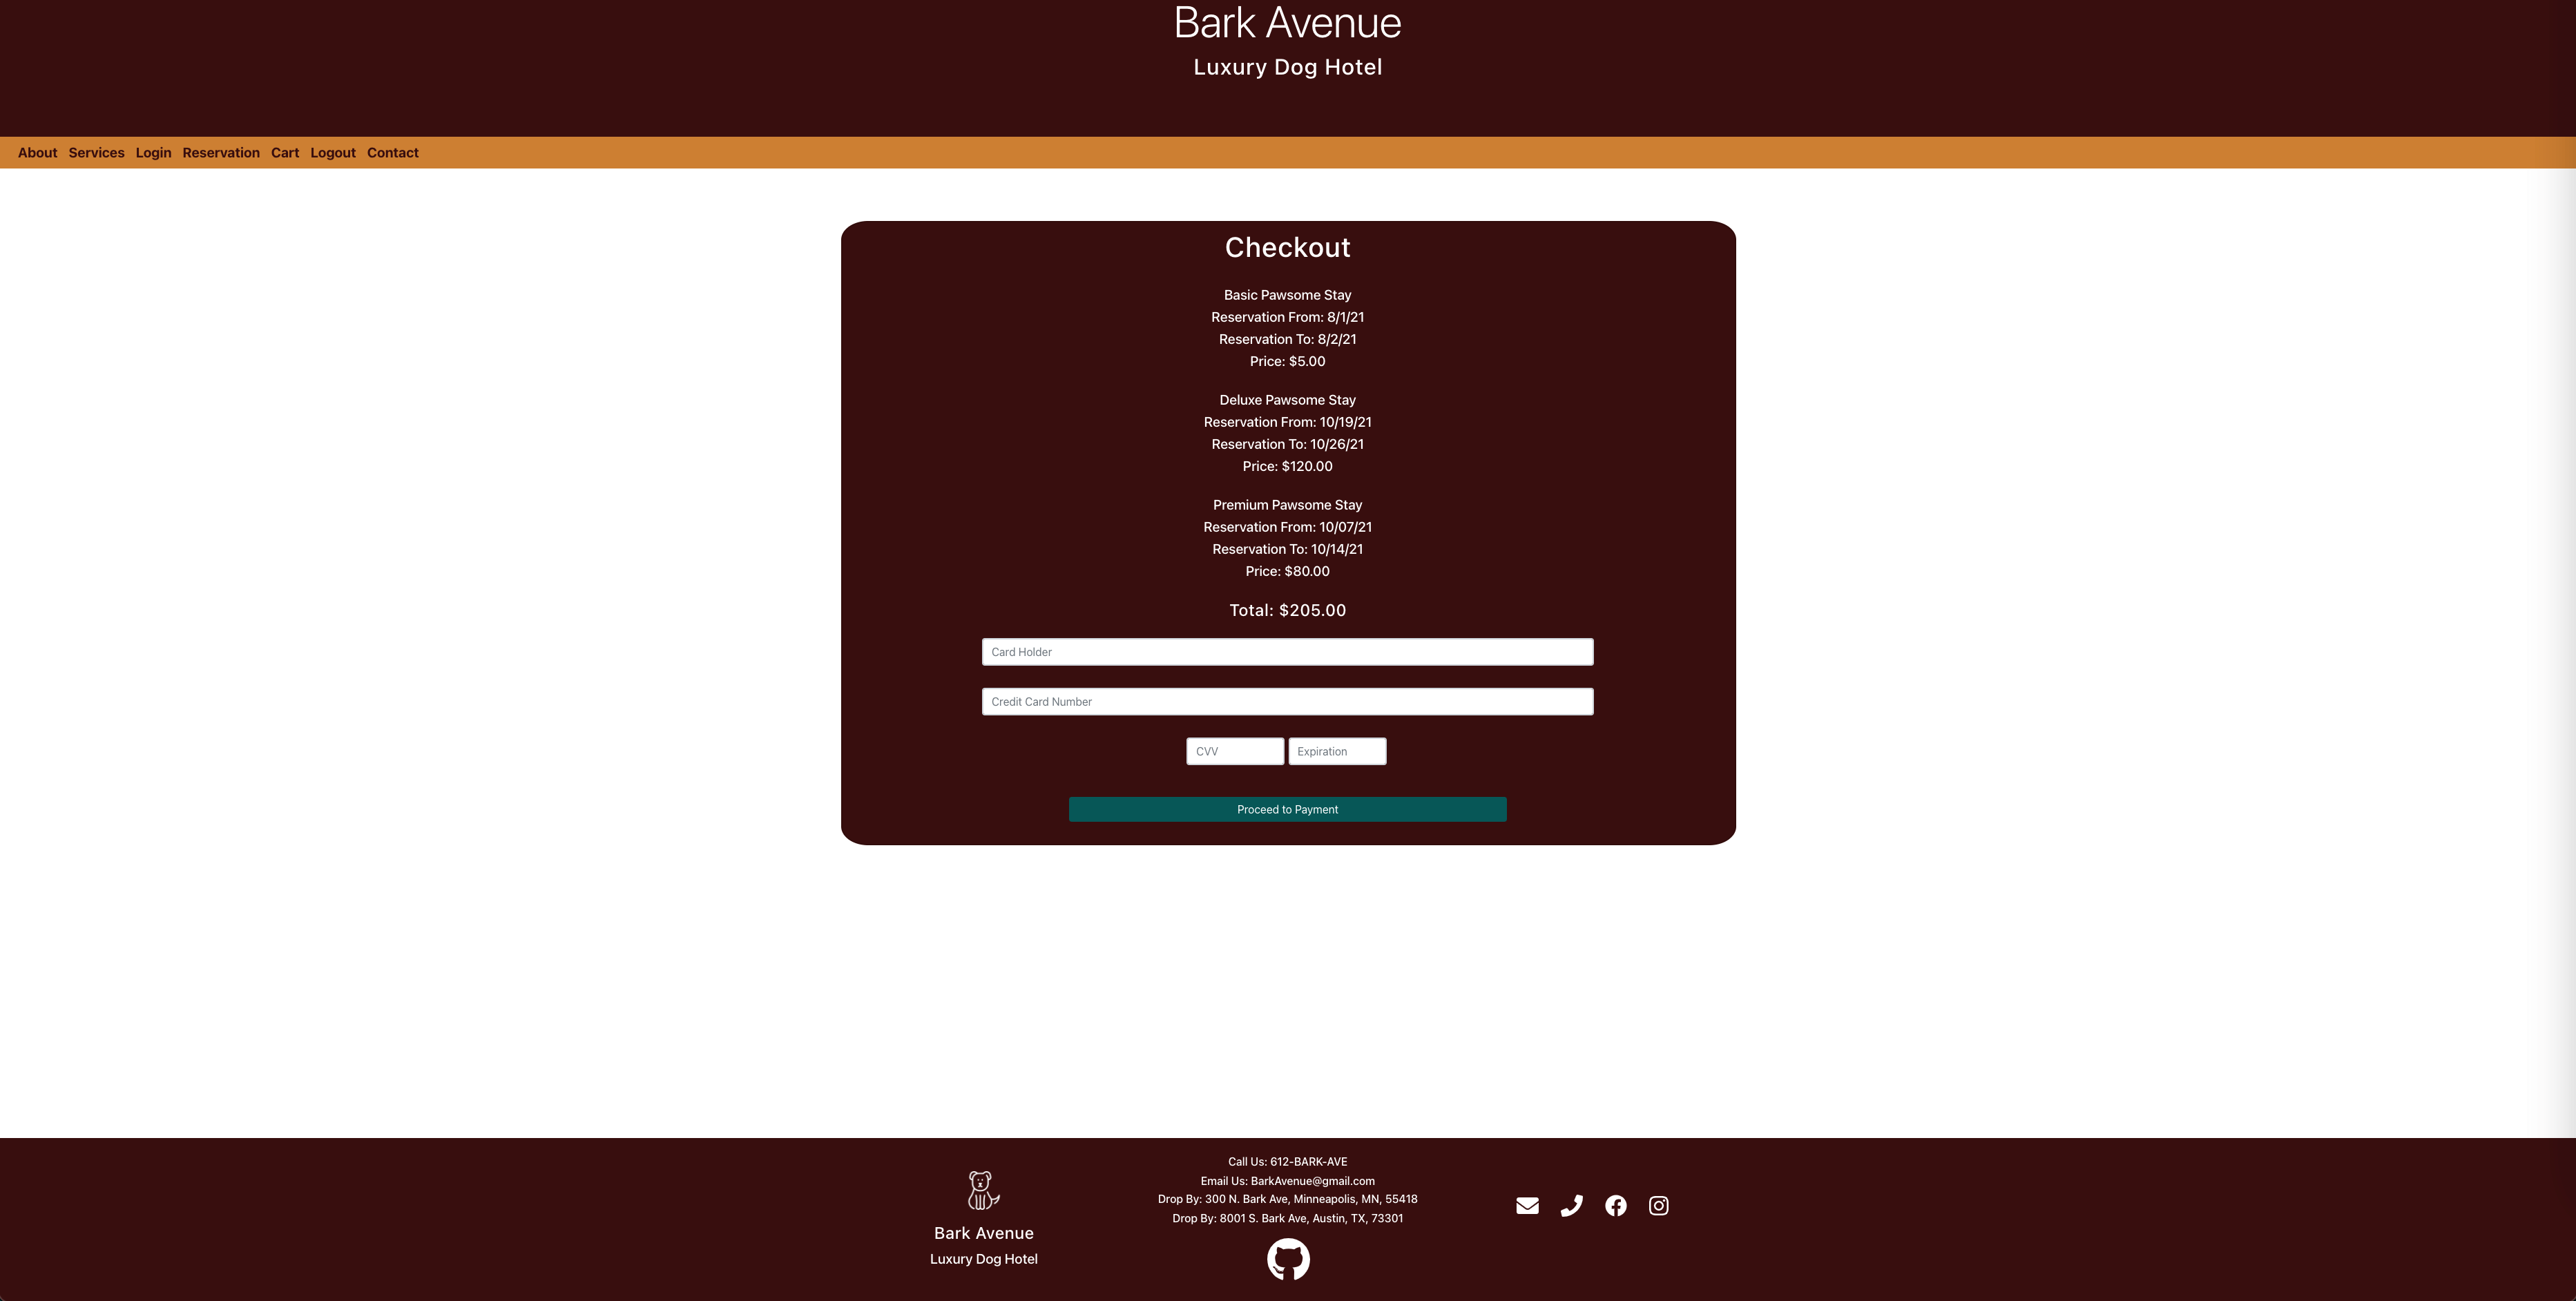 Bark Avenue
Luxury Dog Hotel
About Services Login Reservation Cart Logout Contact
Checkout
Basic Pawsome Stay
Reservation From: 8/1/21
Reservation To: 8/2/21
Price: $5.00
Deluxe Pawsome Stay
Reservation From: 10/19/21
Reservation To: 10/26/21
Price: $120.00
Premium Pawsome Stay
Reservation From: 10/07/21
Reservation To: 10/14/21
Price: $80.00
Total: $205.00
Card Holder
Credit Card Number
CVV Expiration
Proceed to Payment
Bark Avenue
Luxury Dog Hotel
Call Us: 612-BARK-AVE
Email Us: BarkAvenue@gmail.com
Drop By: 300 N. Bark Ave, Minneapolis, MN, 55418
Drop By: 8001 S. Bark Ave, Austin, TX, 73301